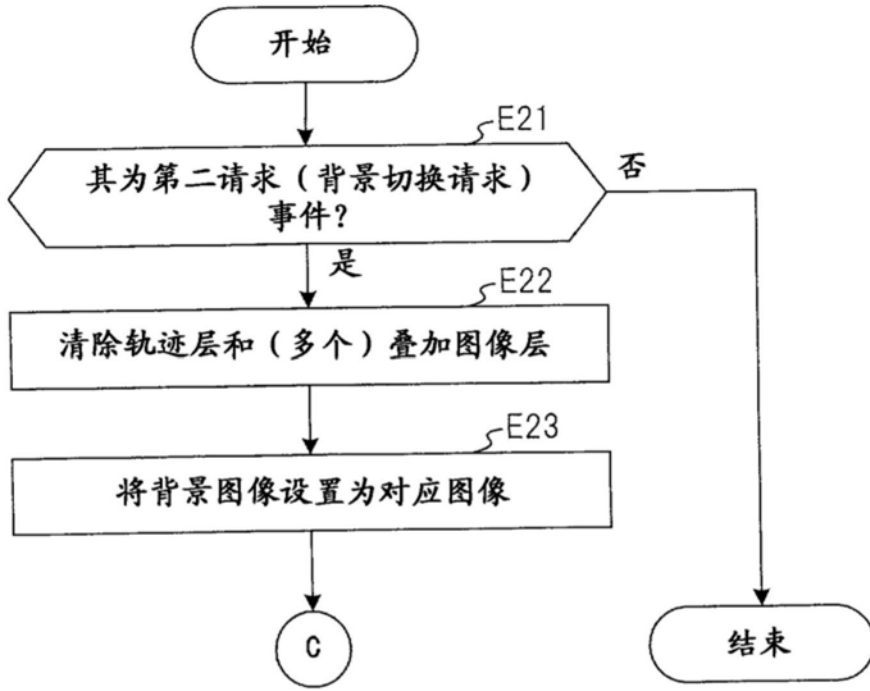 开始
E21
其为第二请求（背景切换请求）
事件?
否
是
E22
清除轨迹层和（多个）叠加图像层
E23
将背景图像设置为对应图像
C
结束